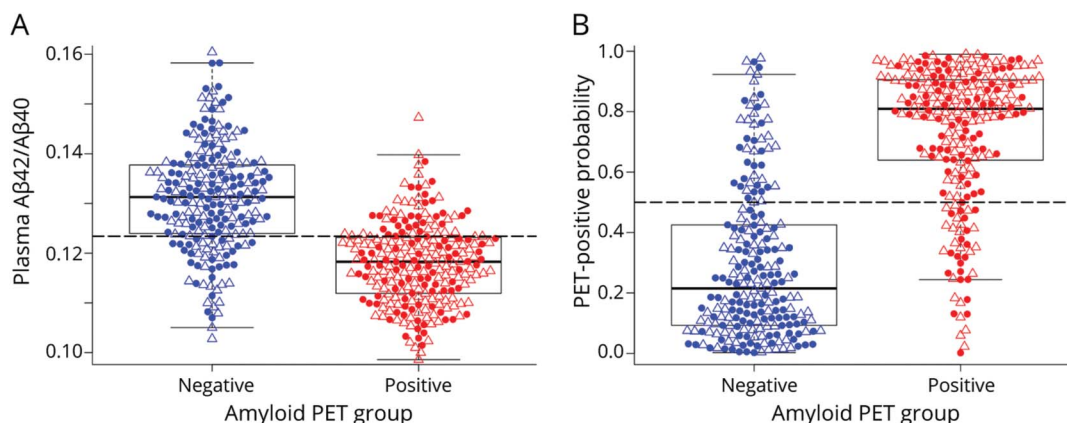 A
Plasma Aβ42/Aβ40
0.16
0.14
0.12
0.10
Negative
Positive
Amyloid PET group
B
PET-positive probability
1.0
0.8
0.6
0.4
0.2
0.0
Negative
Positive
Amyloid PET group